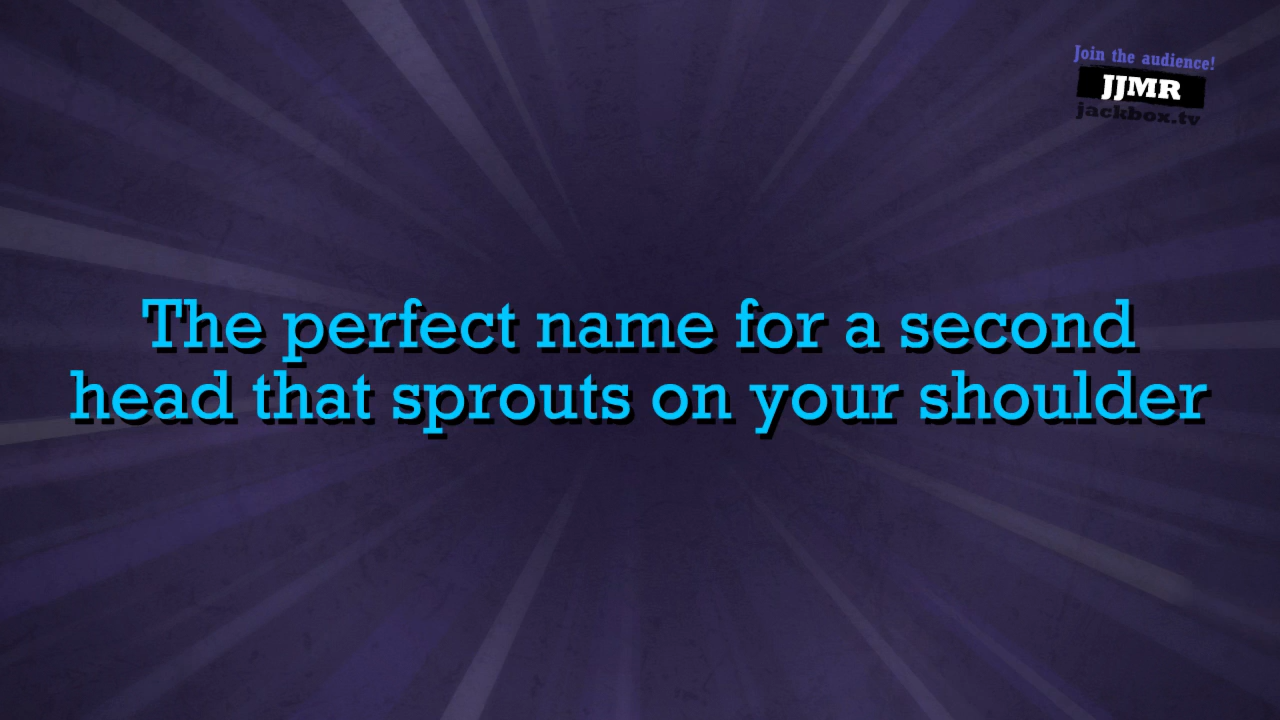 Join the audience!
JJMR
jackbox.tv
The perfect name for a second
head that sprouts on your shoulder